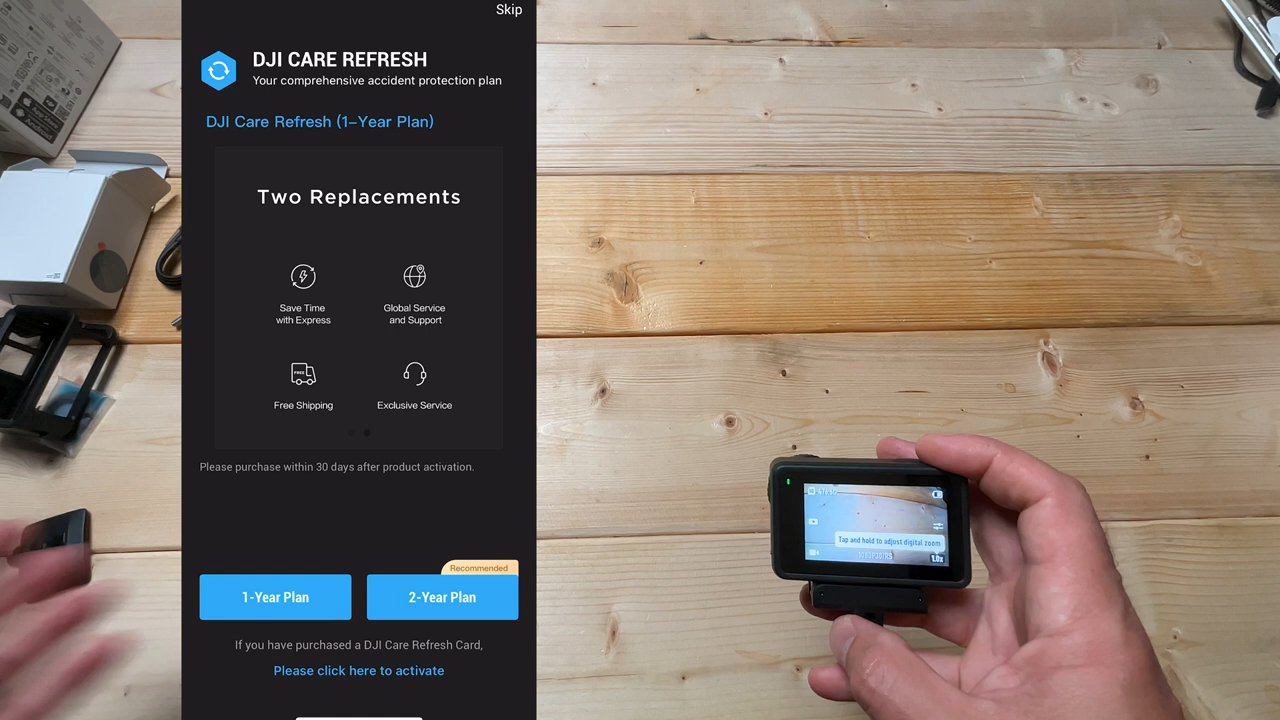 Skip
DJI CARE REFRESH
Your comprehensive accident protection plan
DJI Care Refresh (1-Year Plan)
Two Replacements
Save Time
with Express
Global Service
and Support
FREE
Free Shipping
Exclusive Service
Please purchase within 30 days after product activation.
Recommended
1-Year Plan
2-Year Plan
If you have purchased a DJI Care Refresh Card,
Please click here to activate
Tap and hold to adjust digital zoom
1.0x